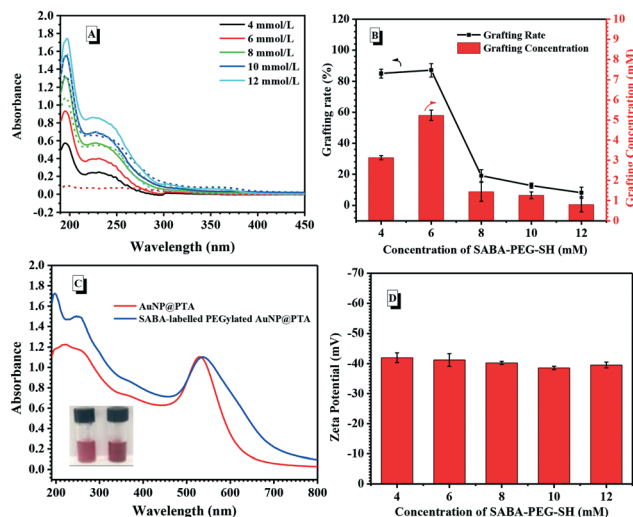 A
4 mmol/L
6 mmol/L
8 mmol/L
10 mmol/L
12 mmol/L
2.0
1.8
1.6
1.4
1.2
1.0
0.8
0.6
0.4
0.2
0.0
-0.2
200 250 300 350 400 450
Absorbance
Wavelength (nm)
B
Grafting Rate
Grafting Concentration
120
100
80
60
40
20
0
10
9
8
7
6
5
4
3
2
1
0
4 6 8 10 12
Grafting rate (%)
Grafting Concentration (mM)
Concentration of SABA-PEG-SH (mM)
C
AuNP@PTA
SABA-labelled PEGylated AuNP@PTA
2.0
1.8
1.6
1.4
1.2
1.0
0.8
0.6
0.4
0.2
0.0
200 300 400 500 600 700 800
Absorbance
Wavelength (nm)
D
-70
-60
-50
-40
-30
-20
-10
0
4 6 8 10 12
Zeta Potential (mV)
Concentration of SABA-PEG-SH (mM)